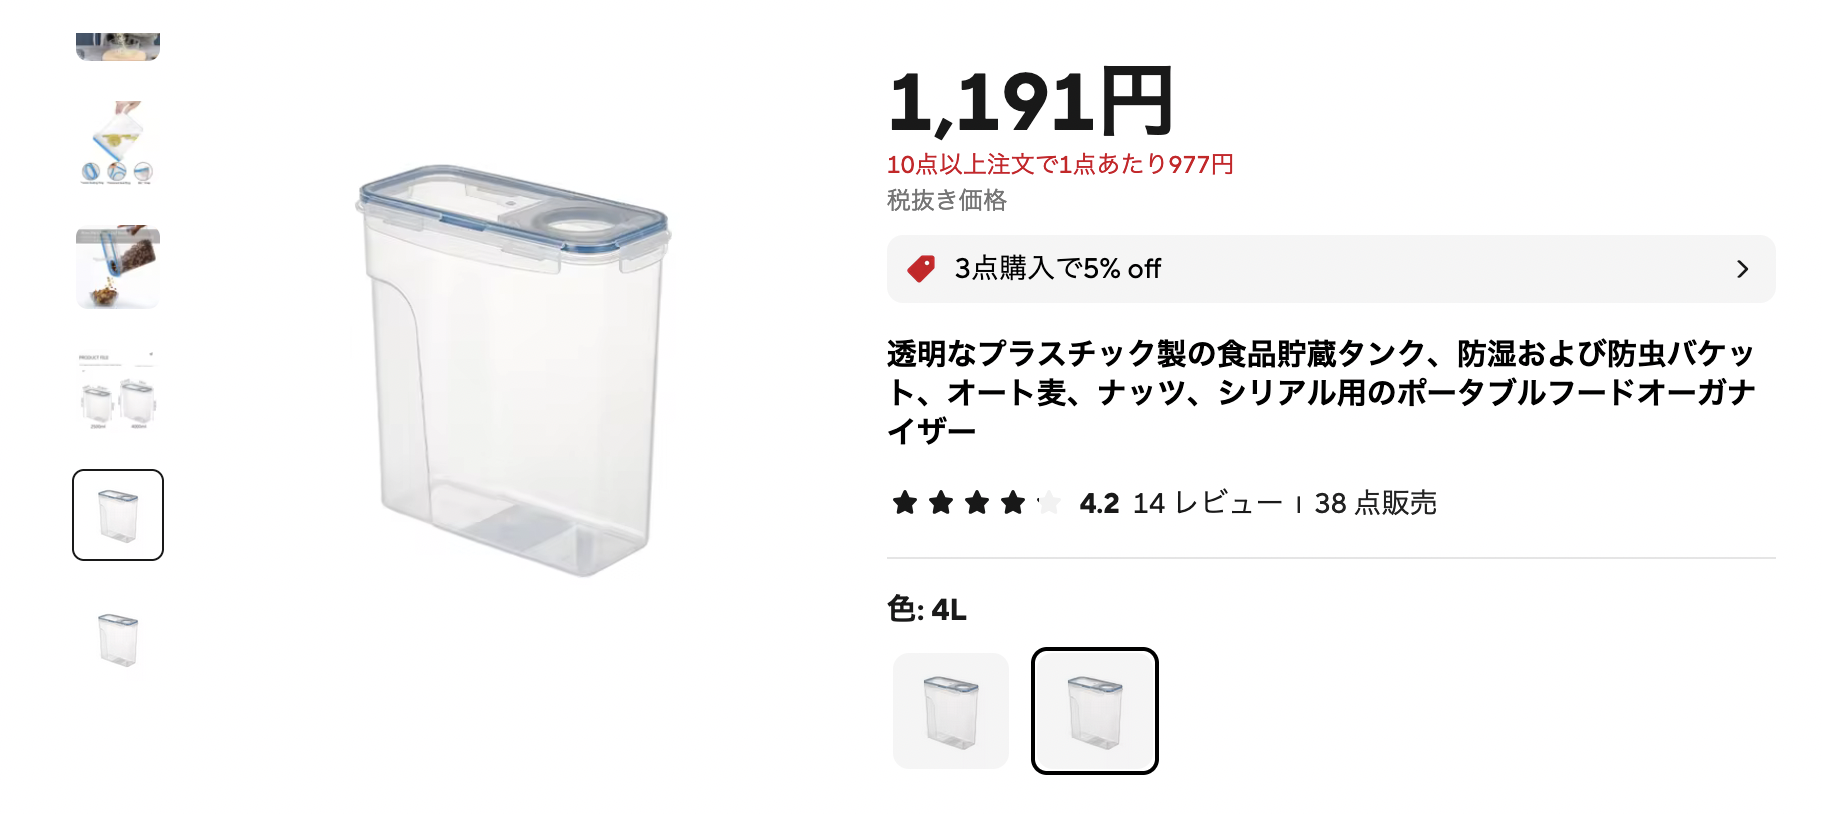 1,191円
10点以上注文で1点あたり977円
税抜き価格
3点購入で5% off
透明なプラスチック製の食品貯蔵タンク、防湿および防虫バケッ
ト、オート麦、ナッツ、シリアル用のポータブルフードオーガナ
イザー
4.2 14 レビュー | 38 点販売
色: 4L
PRODUCT FILE